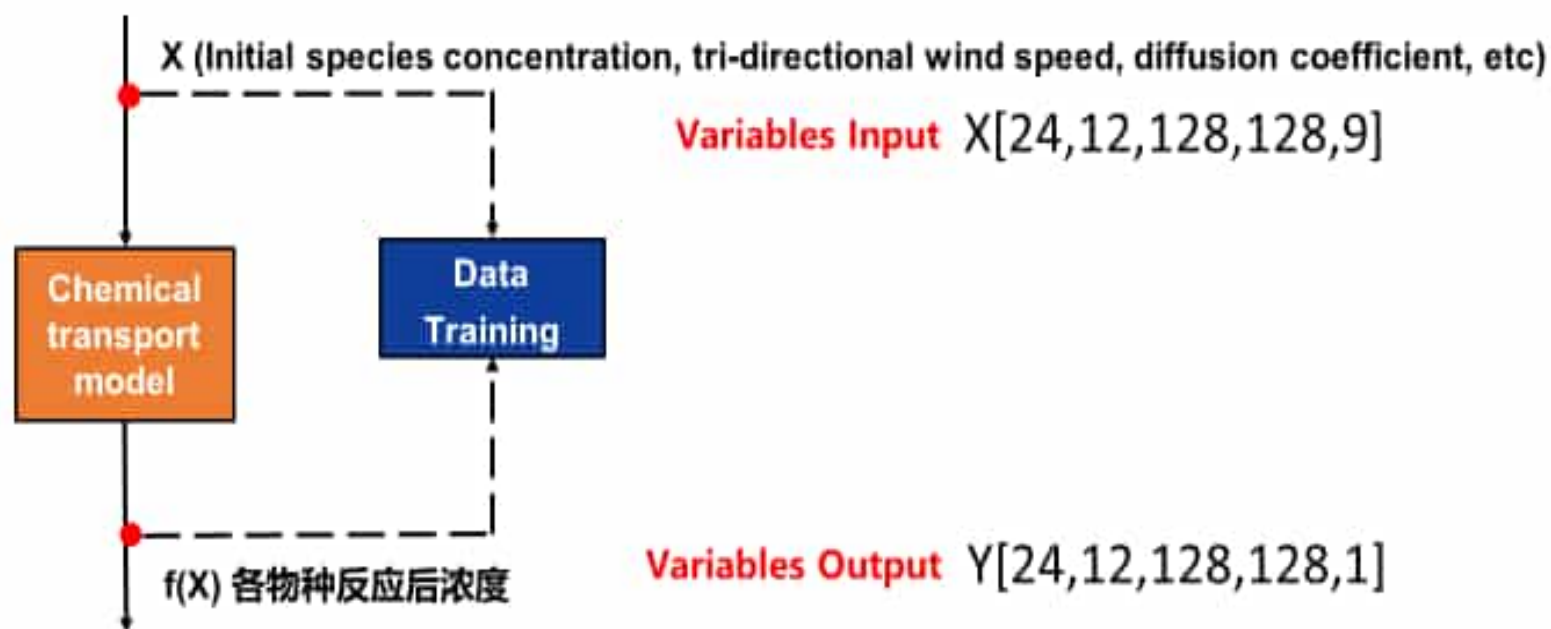 X (Initial species concentration, tri-directional wind speed, diffusion coefficient, etc)
Variables Input X[24,12,128,128,9]
Chemical
transport
model
Data
Training
f(X) 各物种反应后浓度
Variables Output Y[24,12,128,128,1]